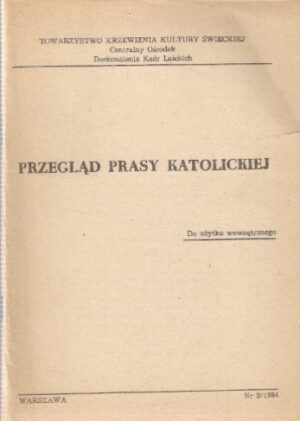 TOWARZYSTWO KRZEWIENIA KULTURY ŚWIECKIEJ
Centralny Ośrodek
Doskonalenia Kadr Laickich
PRZEGLĄD PRASY KATOLICKIEJ
Do użytku wewnętrznego
WARSZAWA
Nr 2/1984